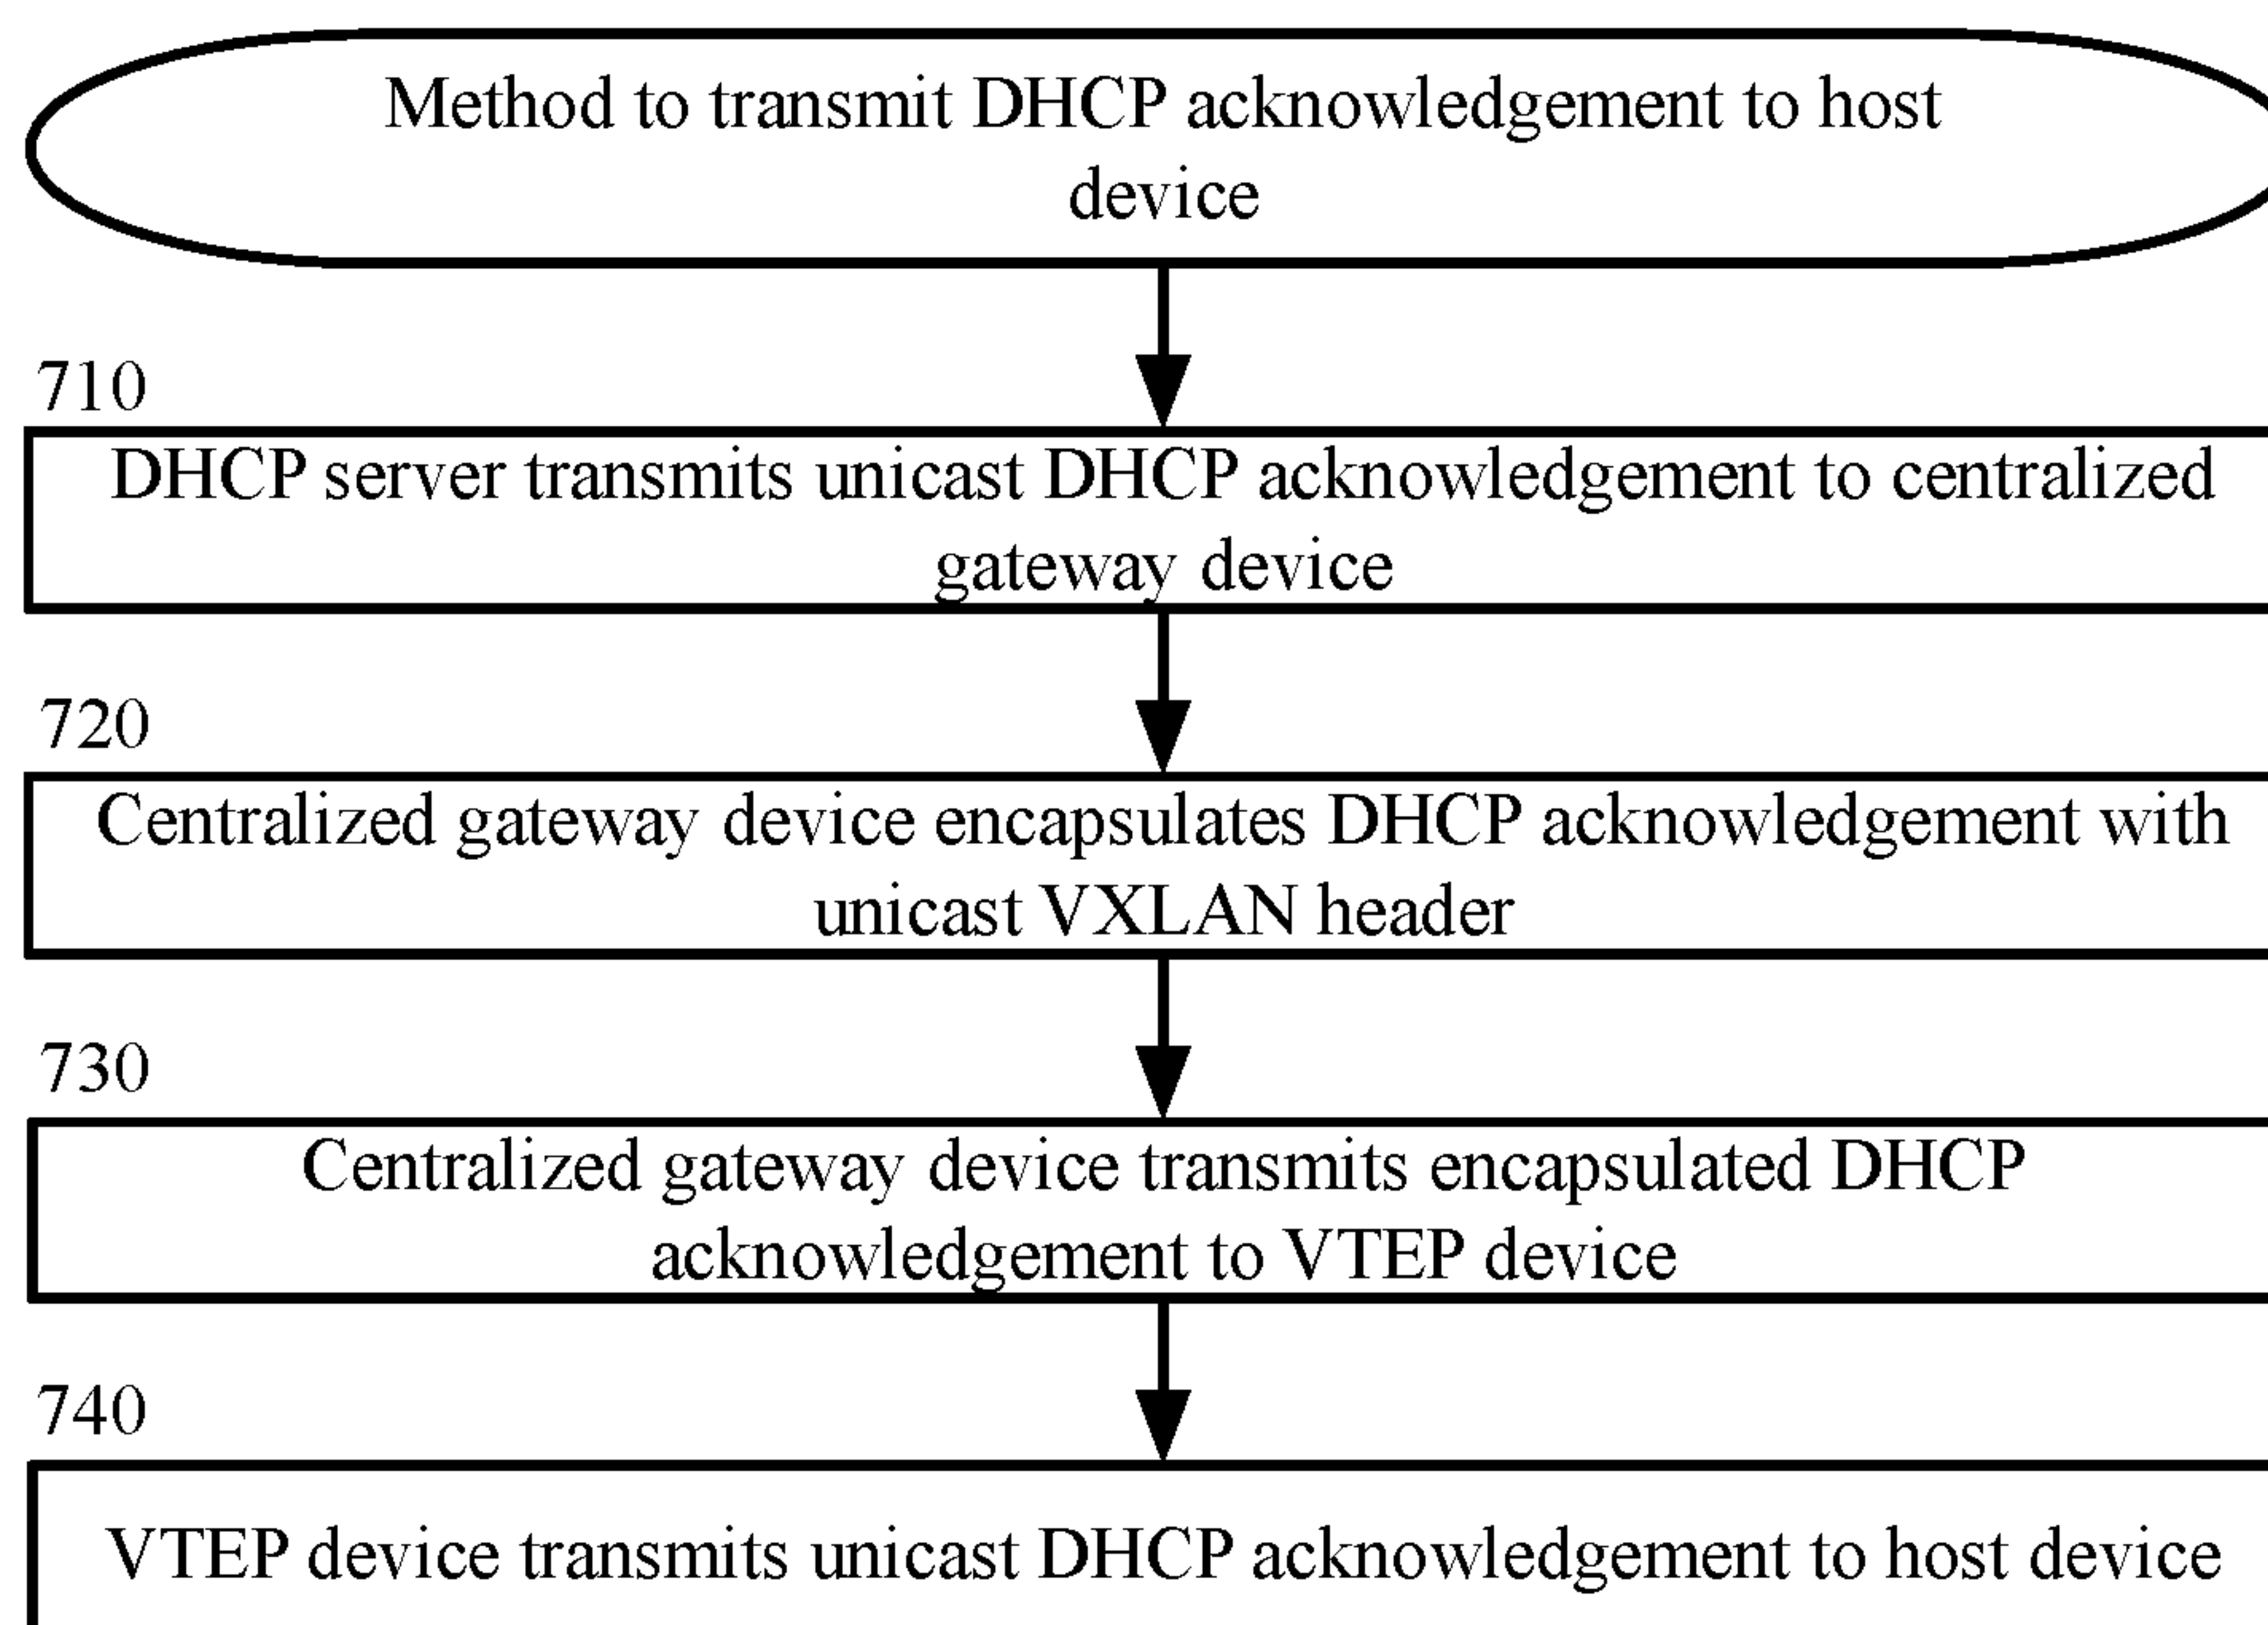 Method to transmit DHCP acknowledgement to host
device
710
DHCP server transmits unicast DHCP acknowledgement to centralized
gateway device
720
Centralized gateway device encapsulates DHCP acknowledgement with
unicast VXLAN header
730
Centralized gateway device transmits encapsulated DHCP
acknowledgement to VTEP device
740
VTEP device transmits unicast DHCP acknowledgement to host device